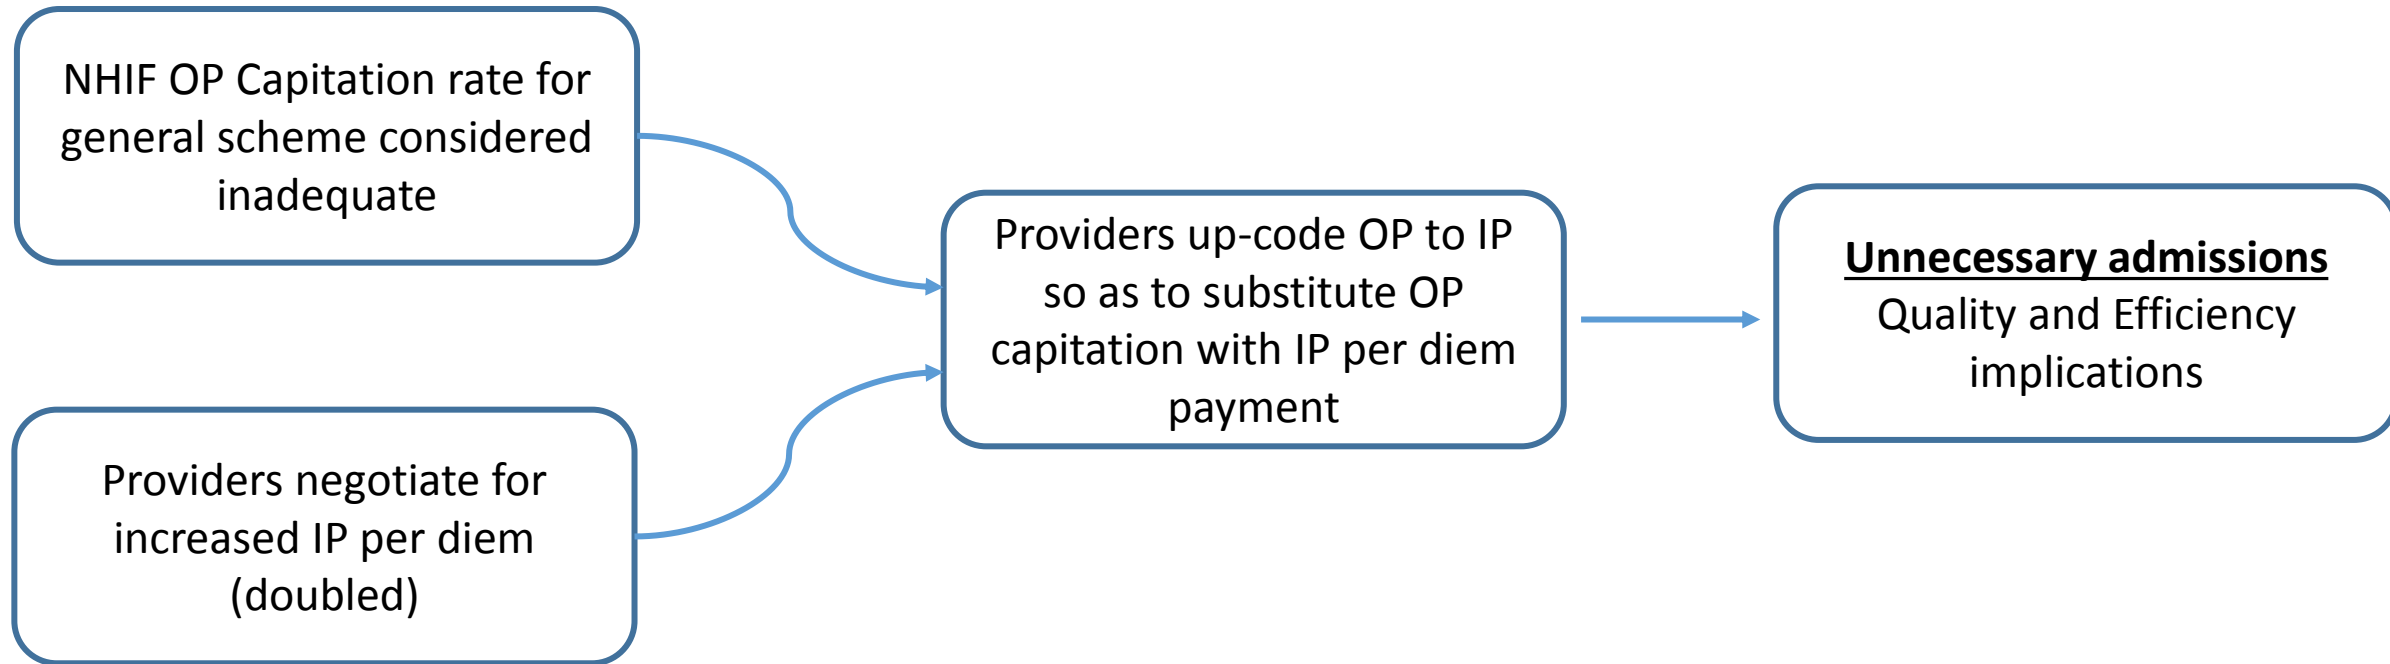 NHIF OP Capitation rate for
general scheme considered
inadequate
Providers negotiate for
increased IP per diem
(doubled)
Providers up-code OP to IP
so as to substitute OP
capitation with IP per diem
payment
Unnecessary admissions
Quality and Efficiency
implications